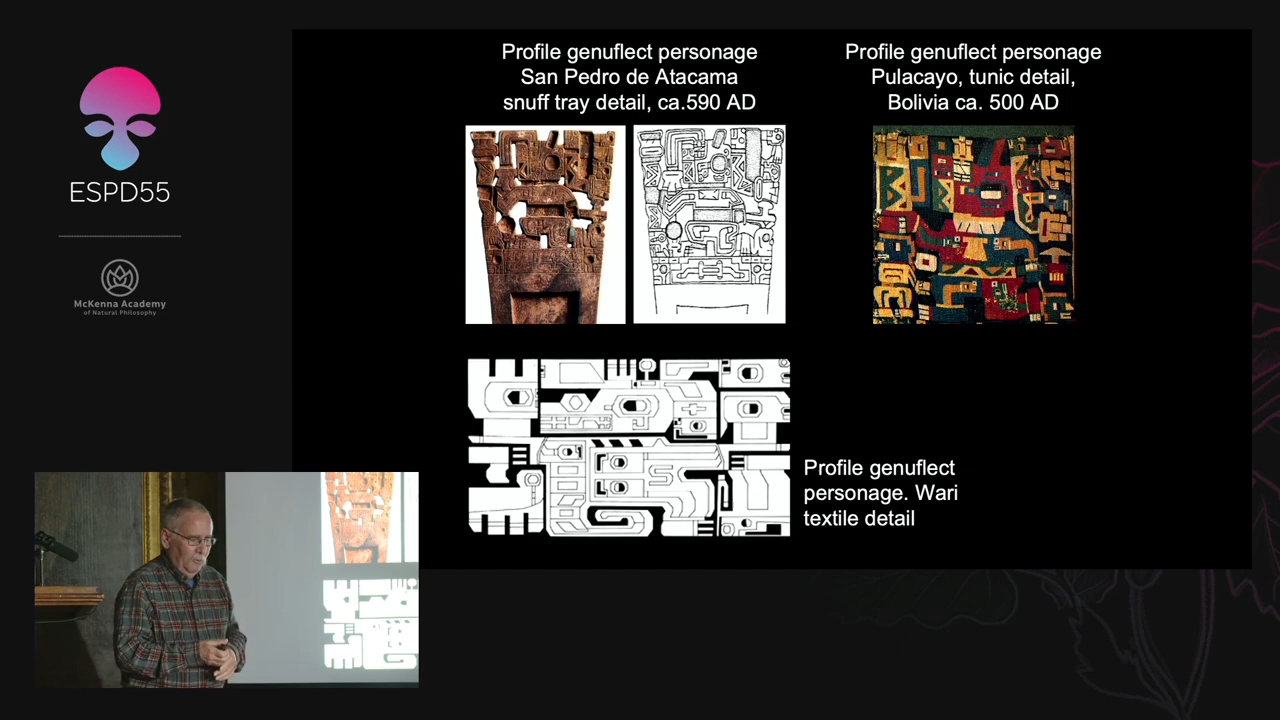 ESPD55
McKenna Academy
of Natural Philosophy
Profile genuflect personage
San Pedro de Atacama
snuff tray detail, ca.590 AD
Profile genuflect personage
Pulacayo, tunic detail,
Bolivia ca. 500 AD
Profile genuflect
personage. Wari
textile detail